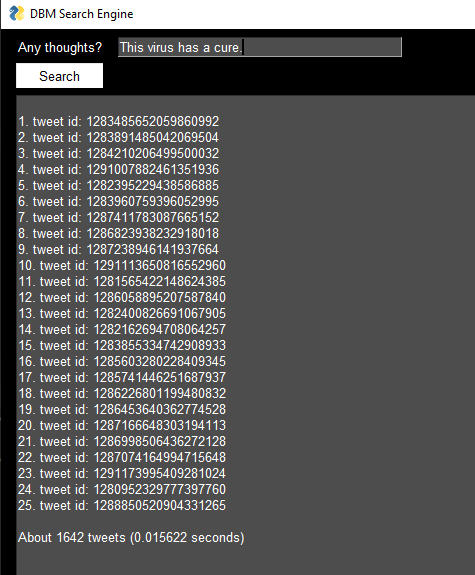 DBM Search Engine
Any thoughts? This virus has a cure.
Search
1. tweet id: 1283485652059860992
2. tweet id: 1283891485042069504
3. tweet id: 1284210206499500032
4. tweet id: 1291007882461351936
5. tweet id: 1282395229438586885
6. tweet id: 1283960759396052995
7. tweet id: 1287411783087665152
8. tweet id: 1286823938232918018
9. tweet id: 1287238946141937664
10. tweet id: 1291113650816552960
11. tweet id: 1281565422148624385
12. tweet id: 1286058895207587840
13. tweet id: 1282400826691067905
14. tweet id: 1282162694708064257
15. tweet id: 1283855334742908933
16. tweet id: 1285603280228409345
17. tweet id: 1285741446251687937
18. tweet id: 1286226801199480832
19. tweet id: 1286453640362774528
20. tweet id: 1287166648303194113
21. tweet id: 1286998506436272128
22. tweet id: 1287074164994715648
23. tweet id: 1291173995409281024
24. tweet id: 1280952329777397760
25. tweet id: 1288850520904331265
About 1642 tweets (0.015622 seconds)